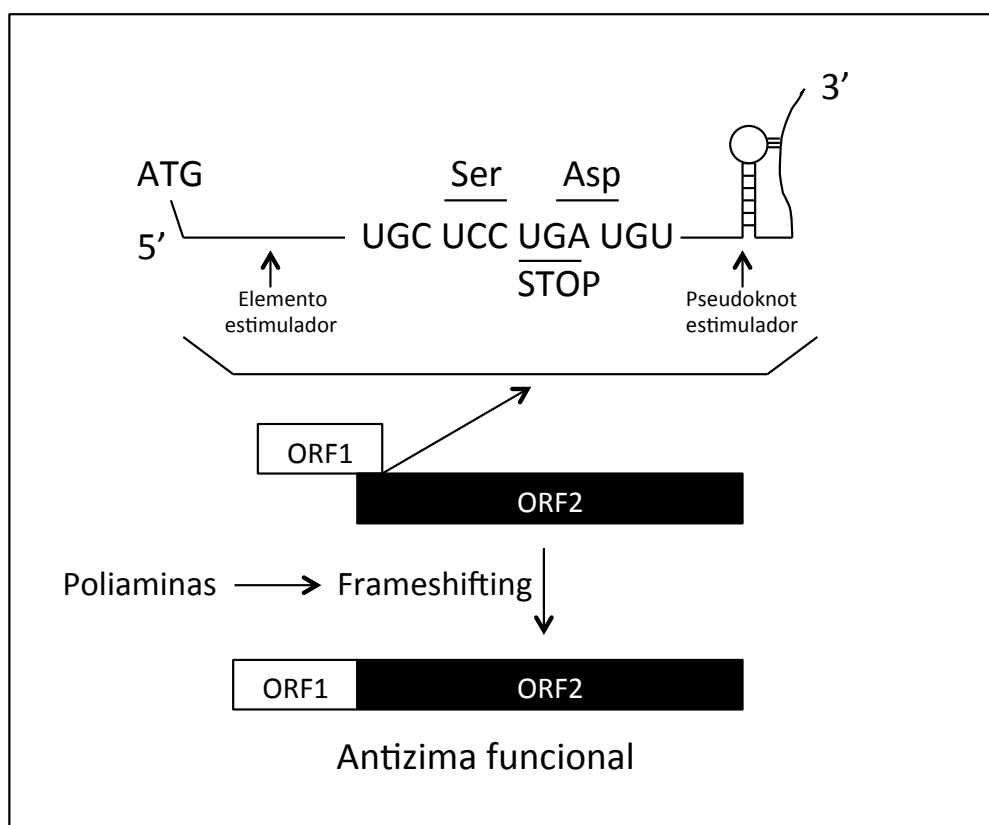 3’
ATG
Ser Asp
5’
UGC UCC UGA UGU
STOP
Elemento
estimulador
Pseudoknot
estimulador
ORF1
ORF2
Poliaminas Frameshifting
ORF1 ORF2
Antizima funcional